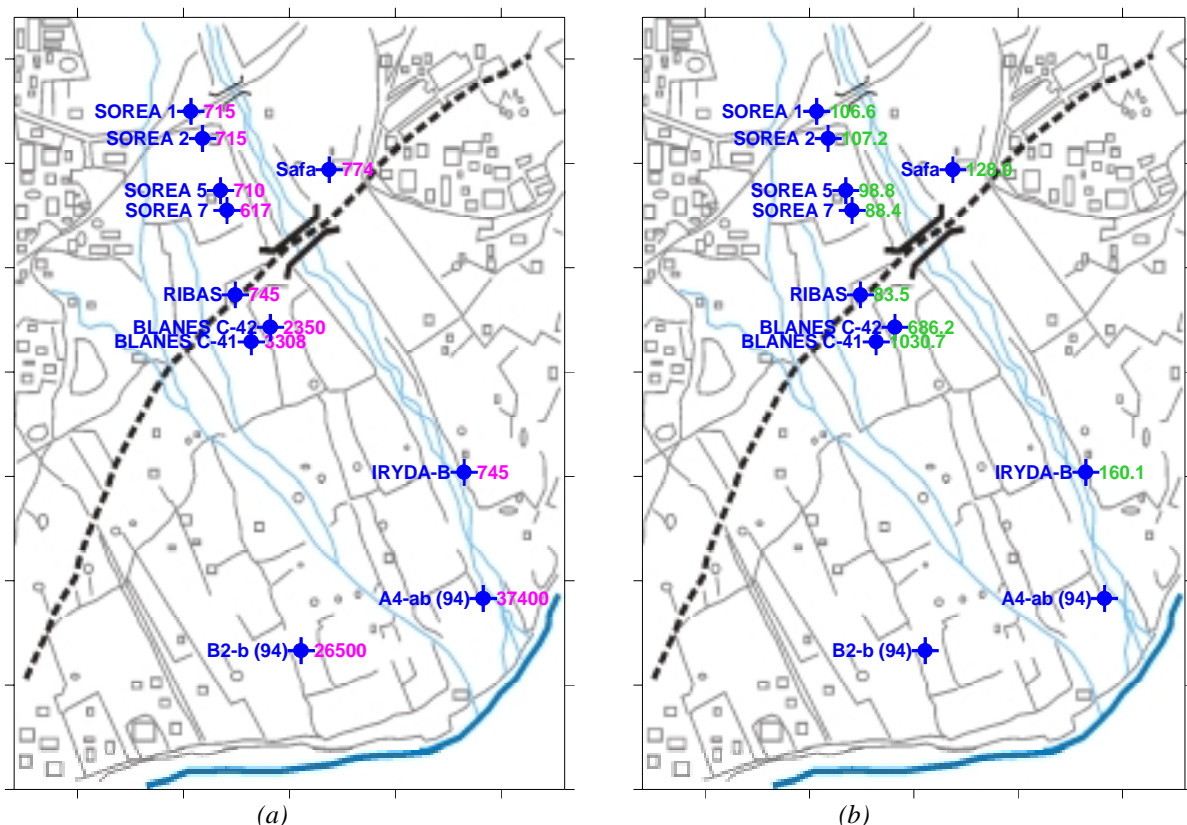 SOREA 1 715
SOREA 2 715
Safa 774
SOREA 5 710
SOREA 7 617
RIBAS 745
BLANES C-42 2350
BLANES C-41 3308
IRYDA-B 745
A4-ab (94) 37400
B2-b (94) 26500
(a)
SOREA 1 106.6
SOREA 2 107.2
Safa 128.0
SOREA 5 98.8
SOREA 7 88.4
RIBAS 83.5
BLANES C-42 686.2
BLANES C-41 1030.7
IRYDA-B 160.1
A4-ab (94)
B2-b (94)
(b)